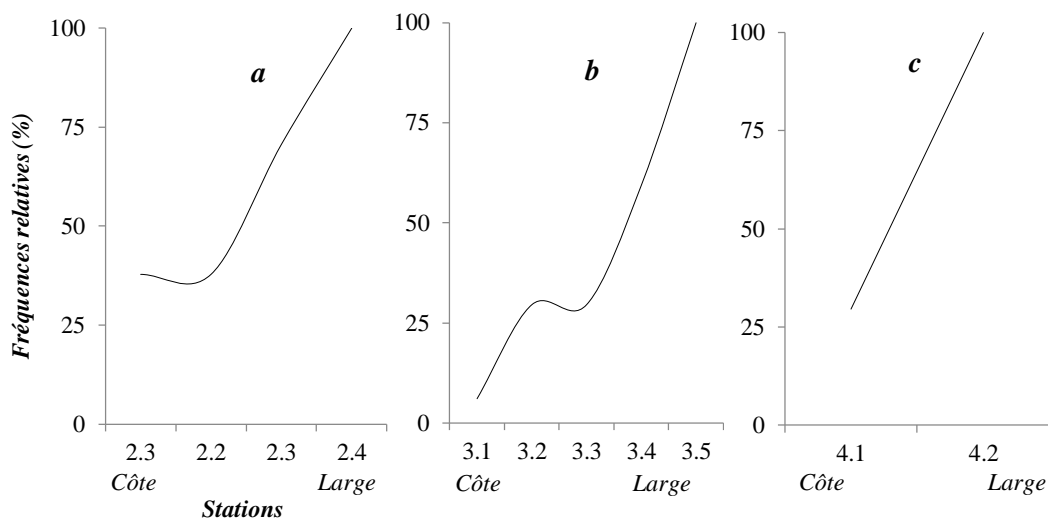 Fréquences relatives (%)
a
100
75
50
25
0
2.3 2.2 2.3 2.4
Côte Large
Stations
b
100
75
50
25
0
3.1 3.2 3.3 3.4 3.5
Côte Large
c
100
75
50
25
0
4.1 4.2
Côte Large